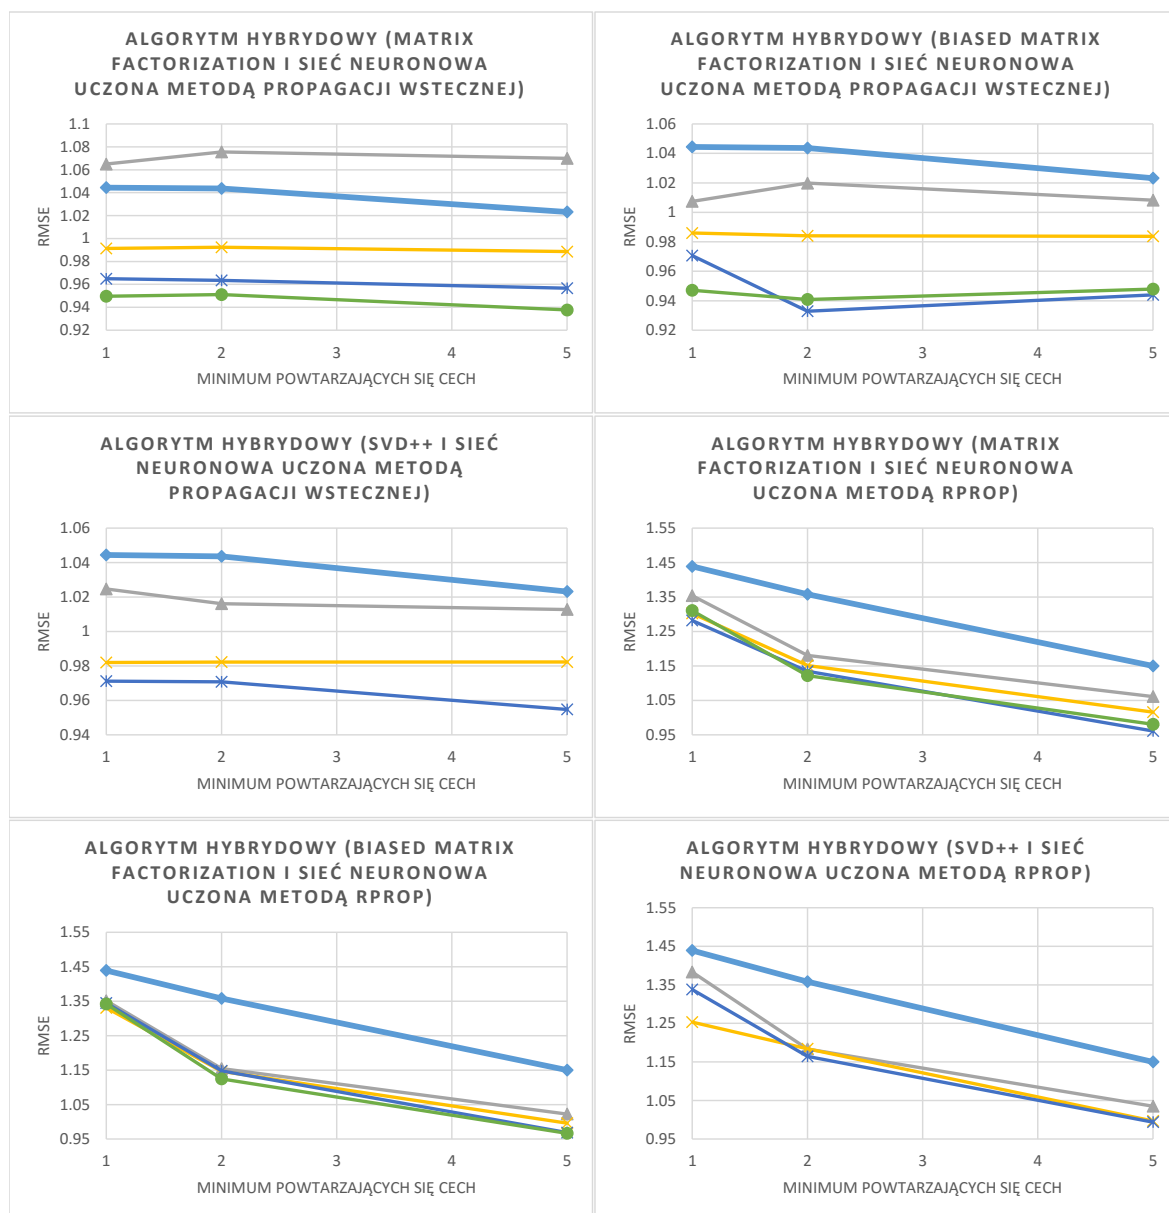 ALGORYTM HYBRYDOWY (MATRIX
FACTORIZATION I SIEĆ NEURONOWA
UCZONA METODĄ PROPAGACJI WSTECZNEJ)
1.1
1.08
1.06
1.04
1.02
1
0.98
0.96
0.94
0.92
RMSE
1 2 3 4 5
MINIMUM POWTARZAJĄCYCH SIĘ CECH
ALGORYTM HYBRYDOWY (BIASED MATRIX
FACTORIZATION I SIEĆ NEURONOWA
UCZONA METODĄ PROPAGACJI WSTECZNEJ)
1.06
1.04
1.02
1
0.98
0.96
0.94
0.92
RMSE
1 2 3 4 5
MINIMUM POWTARZAJĄCYCH SIĘ CECH
ALGORYTM HYBRYDOWY (SVD++ I SIEĆ
NEURONOWA UCZONA METODĄ
PROPAGACJI WSTECZNEJ)
1.06
1.04
1.02
1
0.98
0.96
0.94
RMSE
1 2 3 4 5
MINIMUM POWTARZAJĄCYCH SIĘ CECH
ALGORYTM HYBRYDOWY (MATRIX
FACTORIZATION I SIEĆ NEURONOWA
UCZONA METODĄ RPROP)
1.55
1.45
1.35
1.25
1.15
1.05
0.95
RMSE
1 2 3 4 5
MINIMUM POWTARZAJĄCYCH SIĘ CECH
ALGORYTM HYBRYDOWY (BIASED MATRIX
FACTORIZATION I SIEĆ NEURONOWA
UCZONA METODĄ RPROP)
1.55
1.45
1.35
1.25
1.15
1.05
0.95
RMSE
1 2 3 4 5
MINIMUM POWTARZAJĄCYCH SIĘ CECH
ALGORYTM HYBRYDOWY (SVD++ I SIEĆ
NEURONOWA UCZONA METODĄ RPROP)
1.55
1.45
1.35
1.25
1.15
1.05
0.95
RMSE
1 2 3 4 5
MINIMUM POWTARZAJĄCYCH SIĘ CECH